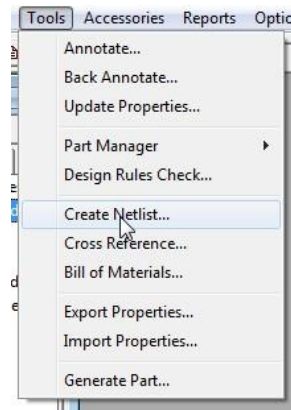 Tools Accessories Reports
Annotate...
Back Annotate...
Update Properties...
Part Manager
Design Rules Check...
Create Netlist...
Cross Reference...
Bill of Materials...
Export Properties...
Import Properties...
Generate Part...